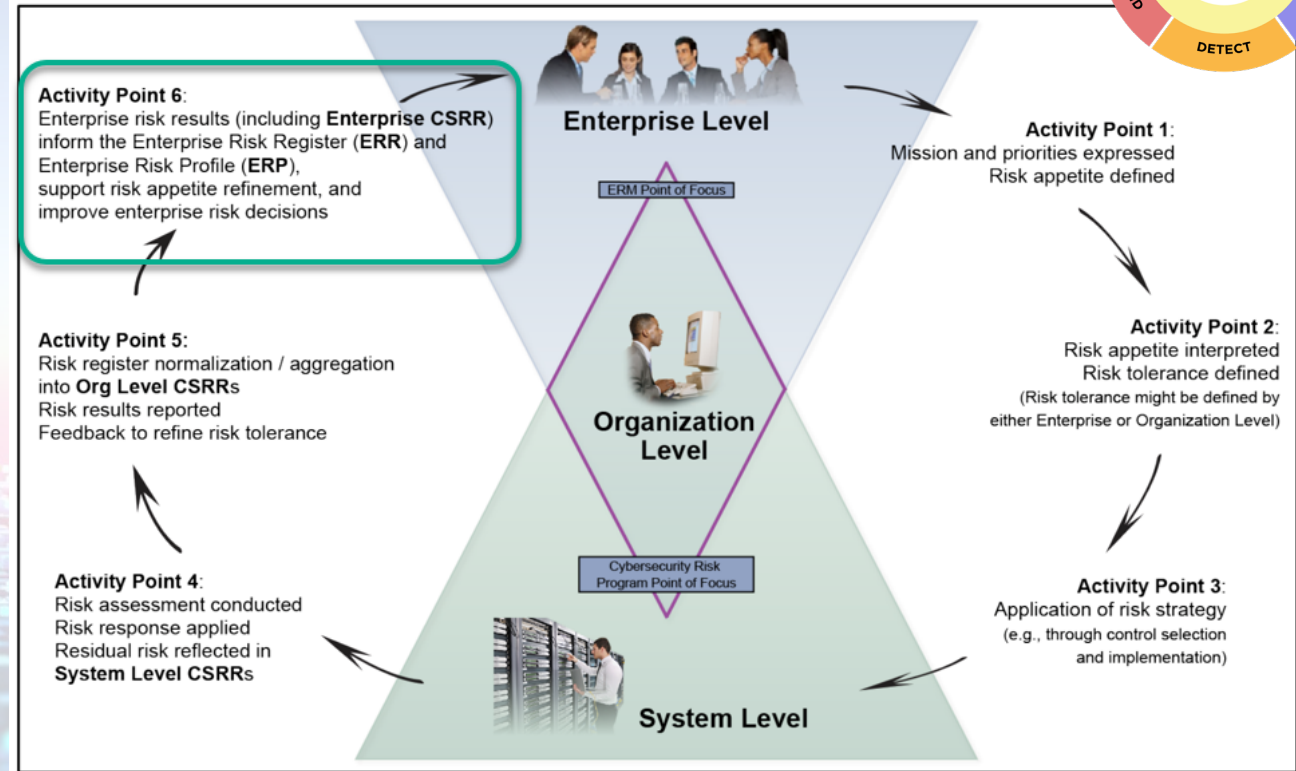 DETECT
Activity Point 6:
Enterprise risk results (including Enterprise CSRR)
inform the Enterprise Risk Register (ERR) and
Enterprise Risk Profile (ERP),
support risk appetite refinement, and
improve enterprise risk decisions
Enterprise Level
ERM Point of Focus
Activity Point 1:
Mission and priorities expressed
Risk appetite defined
Activity Point 2:
Risk appetite interpreted
Risk tolerance defined
(Risk tolerance might be defined by
either Enterprise or Organization Level)
Organization
Level
Activity Point 5:
Risk register normalization / aggregation
into Org Level CSRRs
Risk results reported
Feedback to refine risk tolerance
Cybersecurity Risk
Program Point of Focus
Activity Point 3:
Application of risk strategy
(e.g., through control selection
and implementation)
Activity Point 4:
Risk assessment conducted
Risk response applied
Residual risk reflected in
System Level CSRRs
System Level